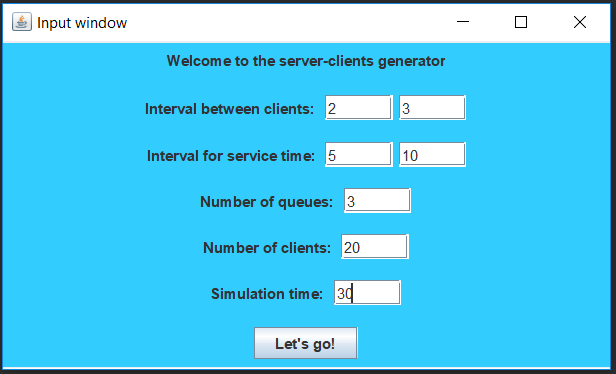 Input window
Welcome to the server-clients generator
Interval between clients: 2 3
Interval for service time: 5 10
Number of queues: 3
Number of clients: 20
Simulation time: 30
Let's go!